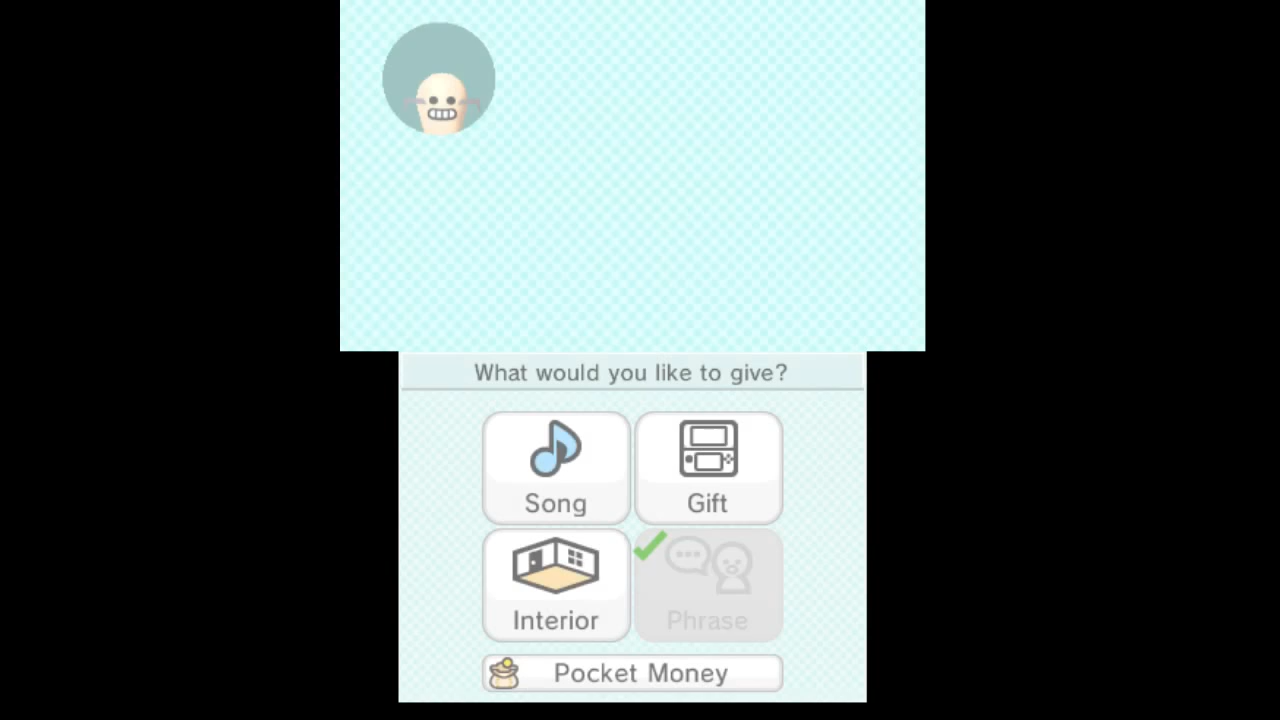 What would you like to give?
Song
Gift
Interior
Phrase
Pocket Money